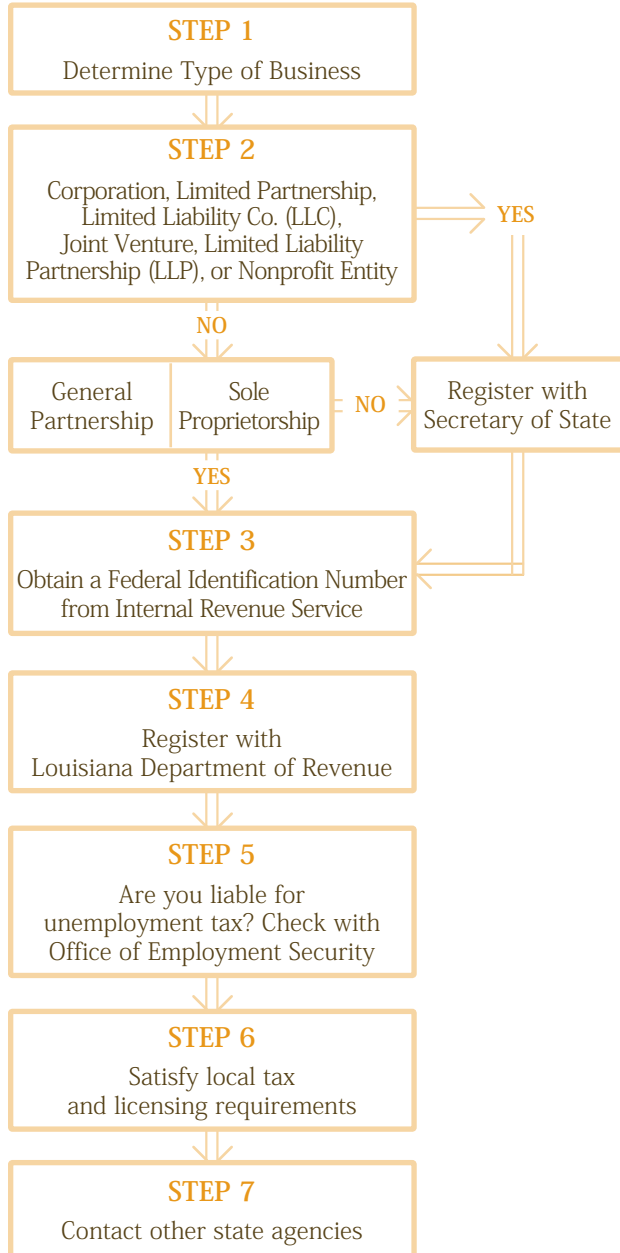 STEP 1
Determine Type of Business
STEP 2
Corporation, Limited Partnership,
Limited Liability Co. (LLC),
Joint Venture, Limited Liability
Partnership (LLP), or Nonprofit Entity
YES
NO
General
Partnership
Sole
Proprietorship
NO
Register with
Secretary of State
YES
STEP 3
Obtain a Federal Identification Number
from Internal Revenue Service
STEP 4
Register with
Louisiana Department of Revenue
STEP 5
Are you liable for
unemployment tax? Check with
Office of Employment Security
STEP 6
Satisfy local tax
and licensing requirements
STEP 7
Contact other state agencies